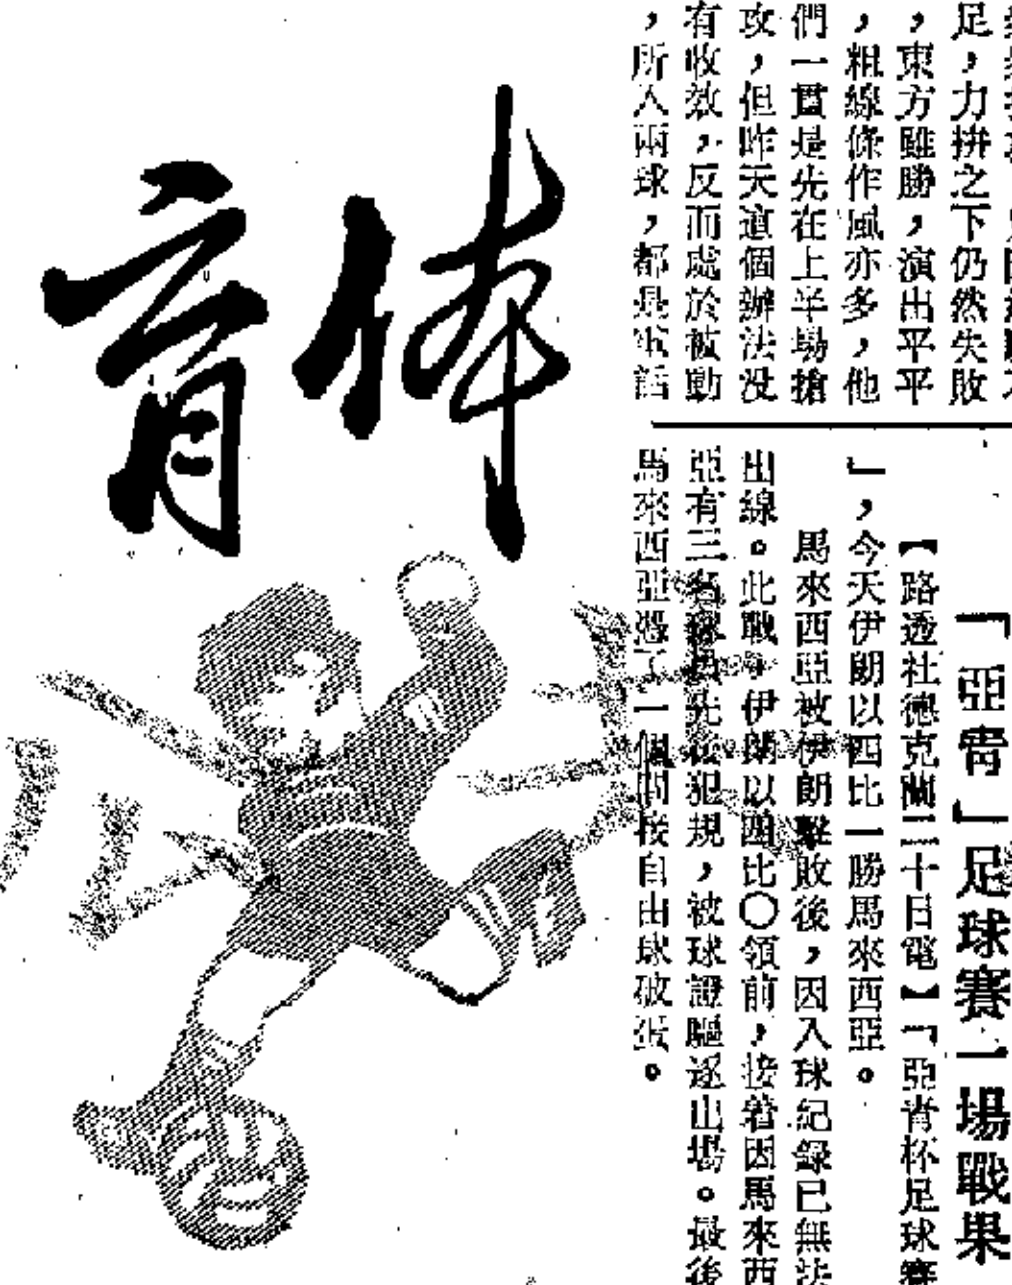 足，力拼之下仍然失敗
，東方雖勝，演出平平
，粗線條作風亦多，他
們一貫是先在上半場搶
攻，但昨天這個辦法没
有收效，反而處於被動
，所入兩球，都是
体育
「亞青」足球賽一場戰果
【路透社德克蘭二十日電】「亞青杯足球賽
」，今天伊朗以四比一勝馬來西亞。
馬來西亞被伊朗擊敗後，因入球紀錄已無法
出線。此戰，伊朗以四比〇領前，接着因馬來西
亞有三名球員先後犯規，被球證驅逐出場。最後
馬來西亞憑了一個間接自由球破蛋。